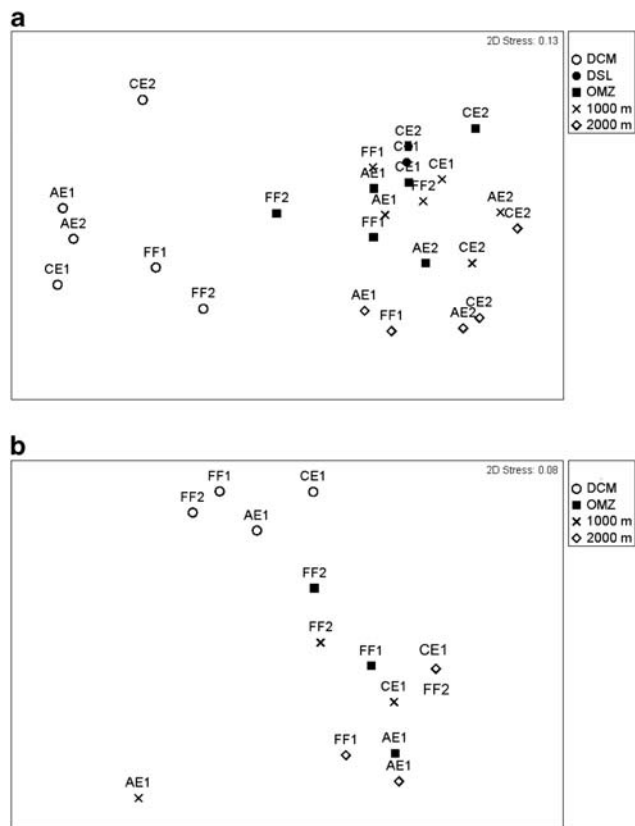 a
2D Stress: 0.13
DCM
DSL
OMZ
1000 m
2000 m
CE2
CE2
CE2
CE1
FF1
CE1
CE1
AE1
FF2
AE1
FF2
AE1
AE2
AE2
CE2
FF1
CE1
FF1
AE2
CE2
FF2
AE1
FF1
CE2
AE2
b
2D Stress: 0.08
DCM
OMZ
1000 m
2000 m
FF1
CE1
FF2
AE1
FF2
FF2
FF1
CE1
CE1
FF2
FF1
AE1
AE1
AE1